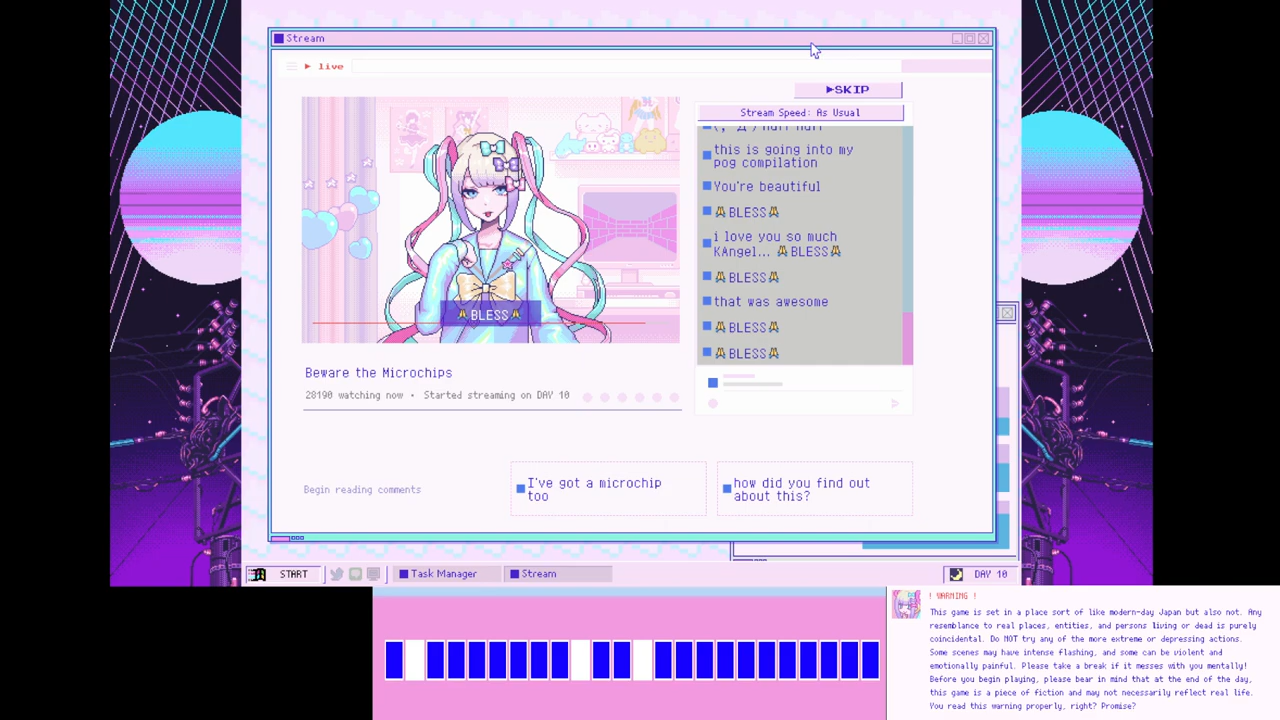 Stream
live
▶SKIP
Stream Speed: As Usual
this is going into my
pog compilation
You're beautiful
🙏BLESS🙏
i love you so much
KAngel... 🙏BLESS🙏
🙏BLESS🙏
that was awesome
🙏BLESS🙏
🙏BLESS🙏
🙏BLESS🙏
Beware the Microchips
28190 watching now • Started streaming on DAY 10
Begin reading comments
I've got a microchip
too
how did you find out
about this?
START
Task Manager
Stream
DAY 10
! WARNING !
This game is set in a place sort of like modern-day Japan but also not. Any
resemblance to real places, entities, and persons living or dead is purely
coincidental. Do NOT try any of the more extreme or depressing actions.
Some scenes may have intense flashing, and some can be violent and
emotionally painful. Please take a break if it messes with you mentally!
Before you begin playing, please bear in mind that at the end of the day,
this game is a piece of fiction and may not necessarily reflect real life.
You read this warning properly, right? Promise?